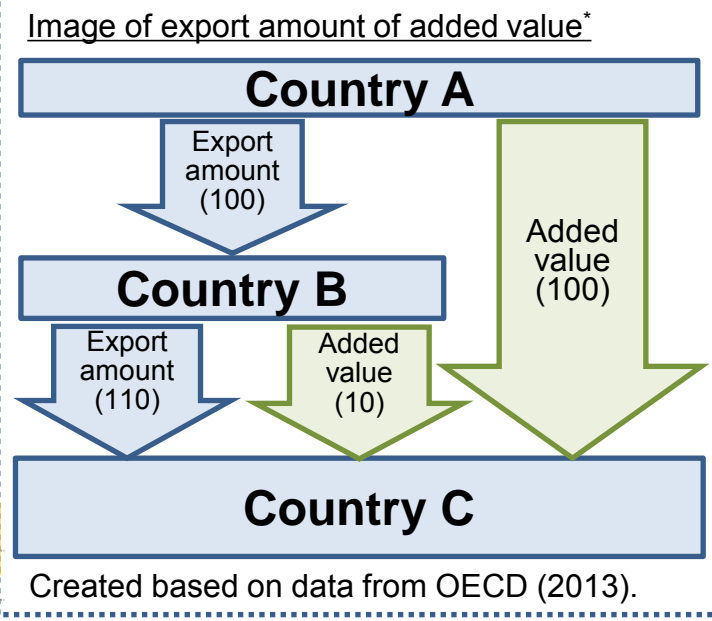 Image of export amount of added value*
Country A
Export
amount
(100)
Added
value
(100)
Country B
Export
amount
(110)
Added
value
(10)
Country C
Created based on data from OECD (2013).